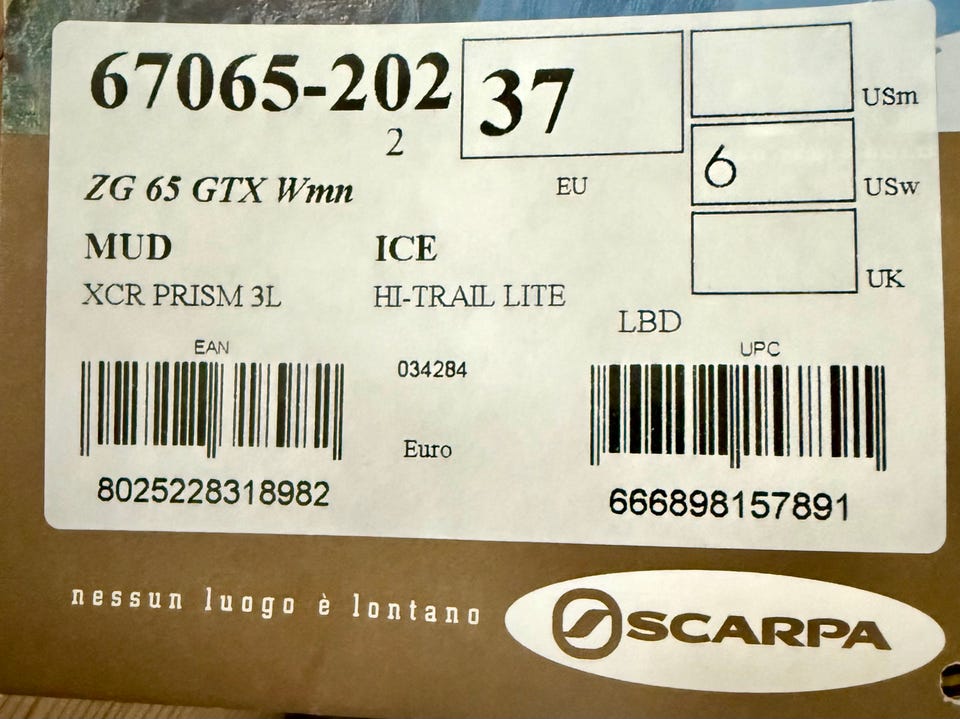 67065-202
2
37
EU
USm
6
USw
UK
ZG 65 GTX Wmn
MUD ICE
XCR PRISM 3L HI-TRAIL LITE
LBD
EAN
034284
UPC
Euro
8025228318982
666898157891
nessun luogo è lontano
SCARPA